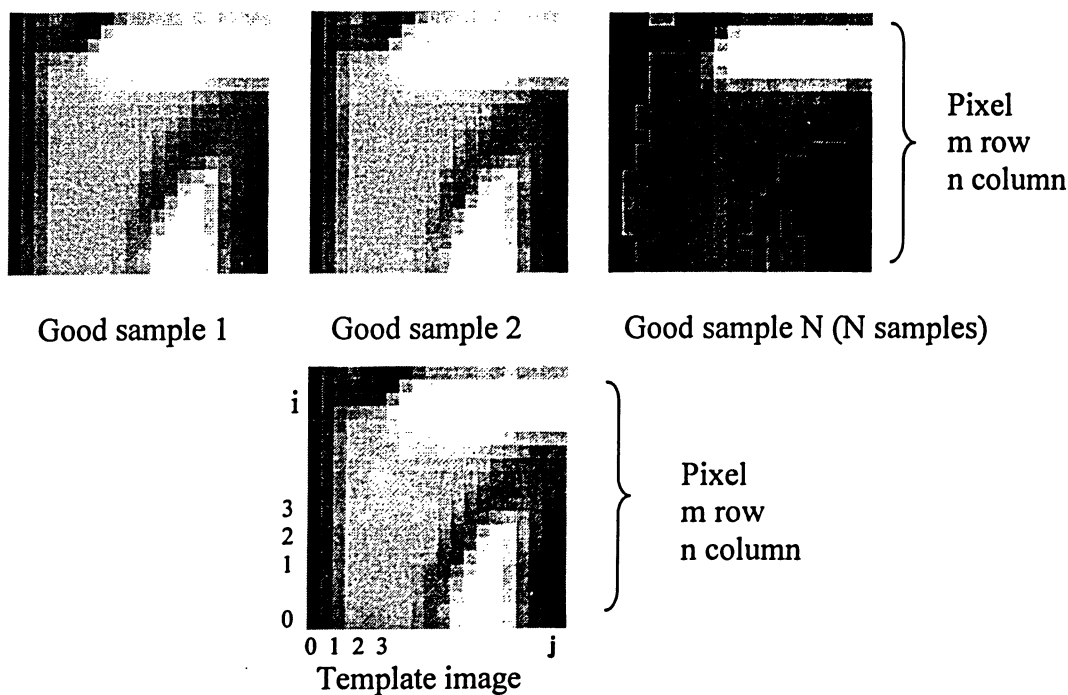 Pixel
m row
n column
Good sample 1
Good sample 2
Good sample N (N samples)
i
3
2
1
0
0 1 2 3 j
Template image
Pixel
m row
n column